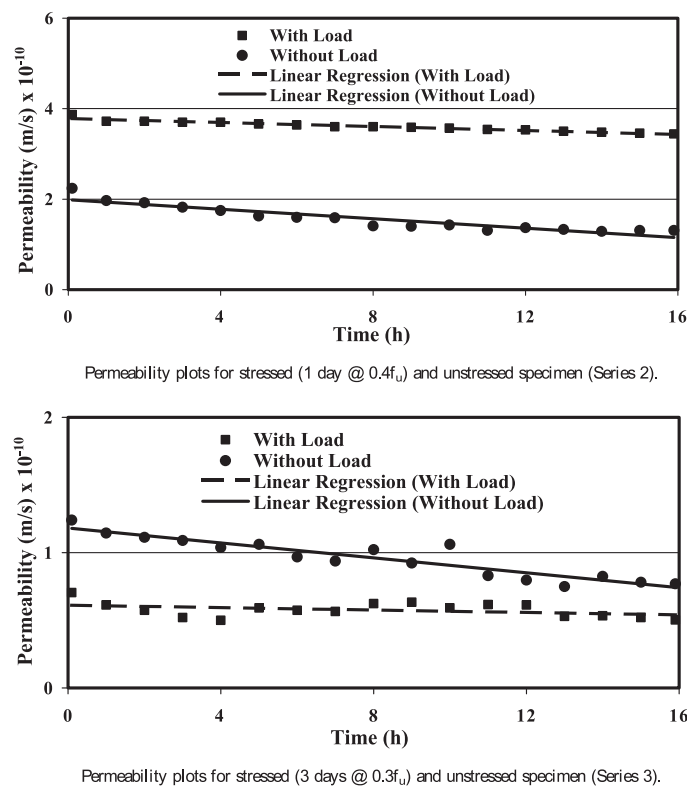 6
4
2
0
Permeability (m/s) x 10⁻¹⁰
With Load
Without Load
Linear Regression (With Load)
Linear Regression (Without Load)
0 4 8 12 16
Time (h)
Permeability plots for stressed (1 day @ 0.4fᵤ) and unstressed specimen (Series 2).
2
1
0
Permeability (m/s) x 10⁻¹⁰
With Load
Without Load
Linear Regression (With Load)
Linear Regression (Without Load)
0 4 8 12 16
Time (h)
Permeability plots for stressed (3 days @ 0.3fᵤ) and unstressed specimen (Series 3).